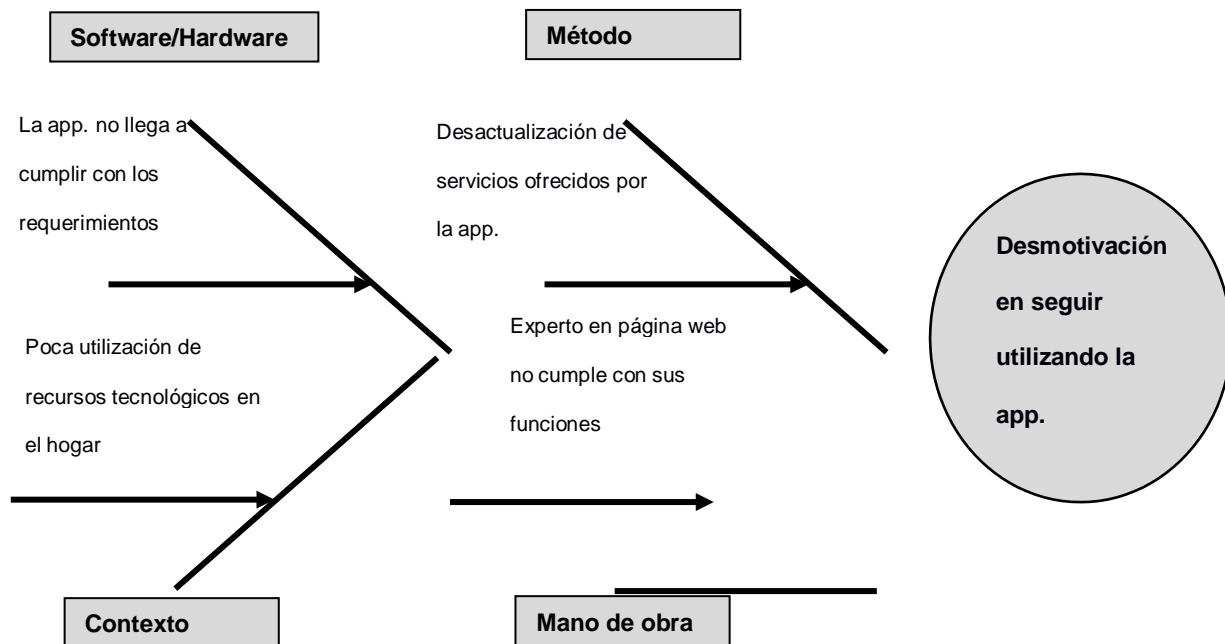 Software/Hardware
Método
La app. no llega a
cumplir con los
requerimientos
Desactualización de
servicios ofrecidos por
la app.
Desmotivación
en seguir
utilizando la
app.
Poca utilización de
recursos tecnológicos en
el hogar
Experto en página web
no cumple con sus
funciones
Contexto
Mano de obra